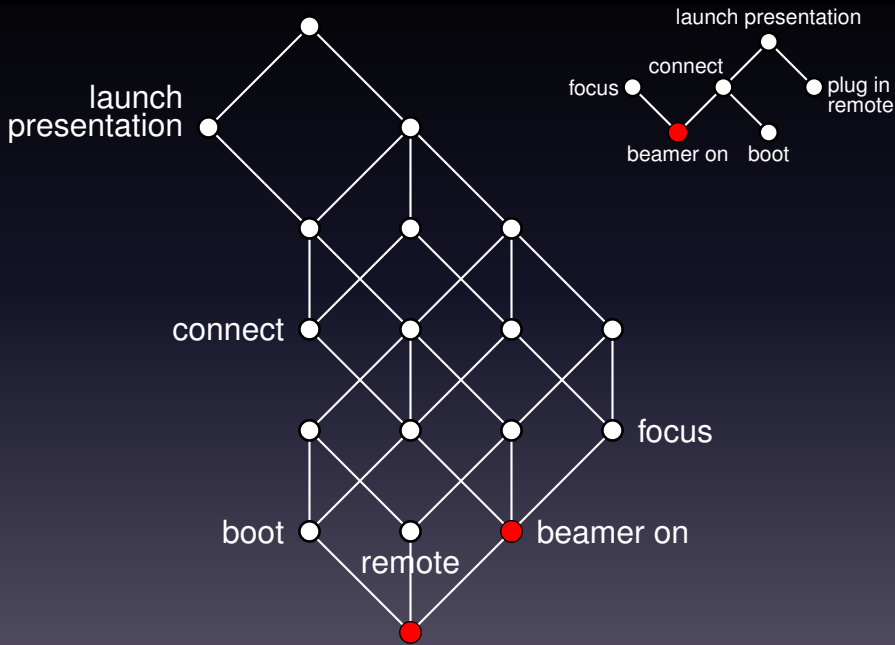 launch presentation
connect
focus
plug in
remote
beamer on
boot
launch
presentation
connect
focus
boot
beamer on
remote